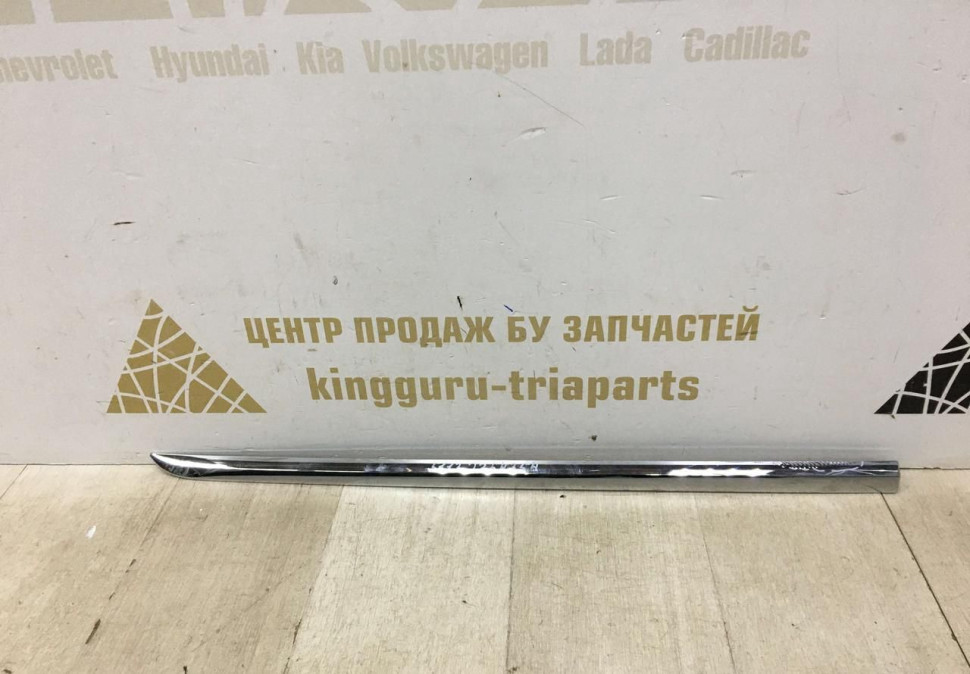 hevrolet Hyundai Kia Volkswagen Lada Cadillac
ЦЕНТР ПРОДАЖ БУ ЗАПЧАСТЕЙ
kingguru-triaparts